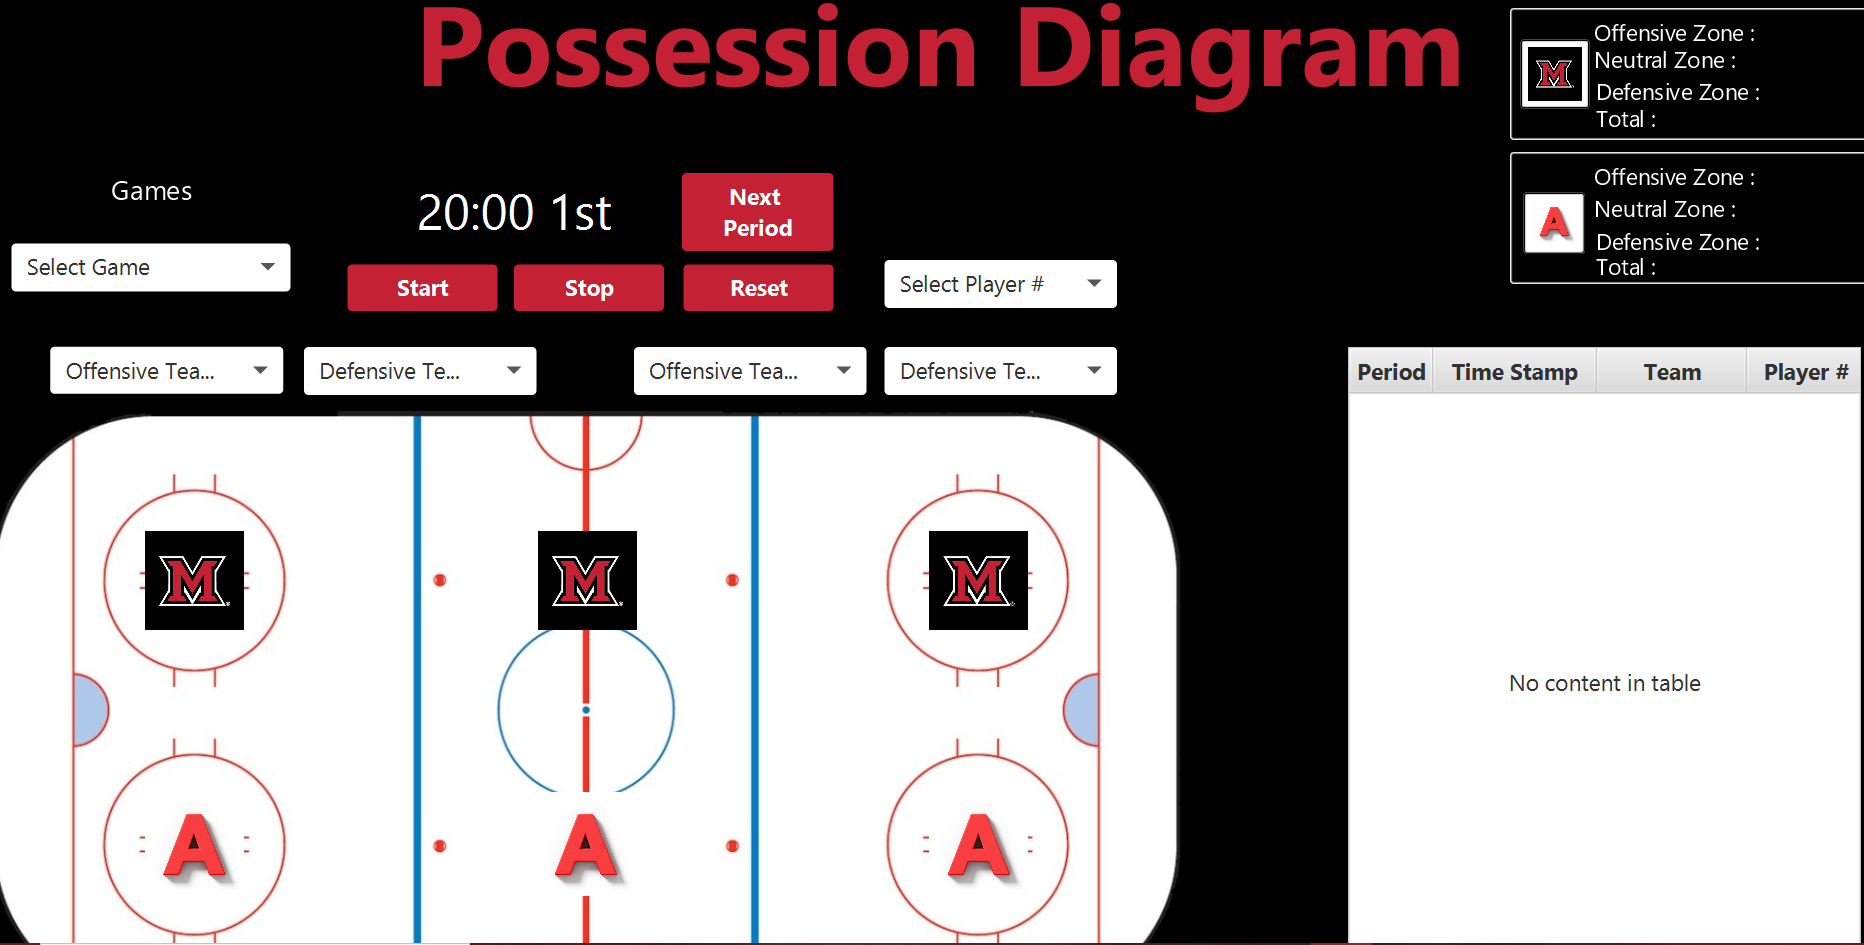 Possession Diagram
M
Offensive Zone :
Neutral Zone :
Defensive Zone :
Total :
A
Offensive Zone :
Neutral Zone :
Defensive Zone :
Total :
Games
Select Game
20:00 1st
Next
Period
Start
Stop
Reset
Select Player #
Offensive Tea...
Defensive Te...
Offensive Tea...
Defensive Te...
Period
Time Stamp
Team
Player #
No content in table
M
M
M
A
A
A